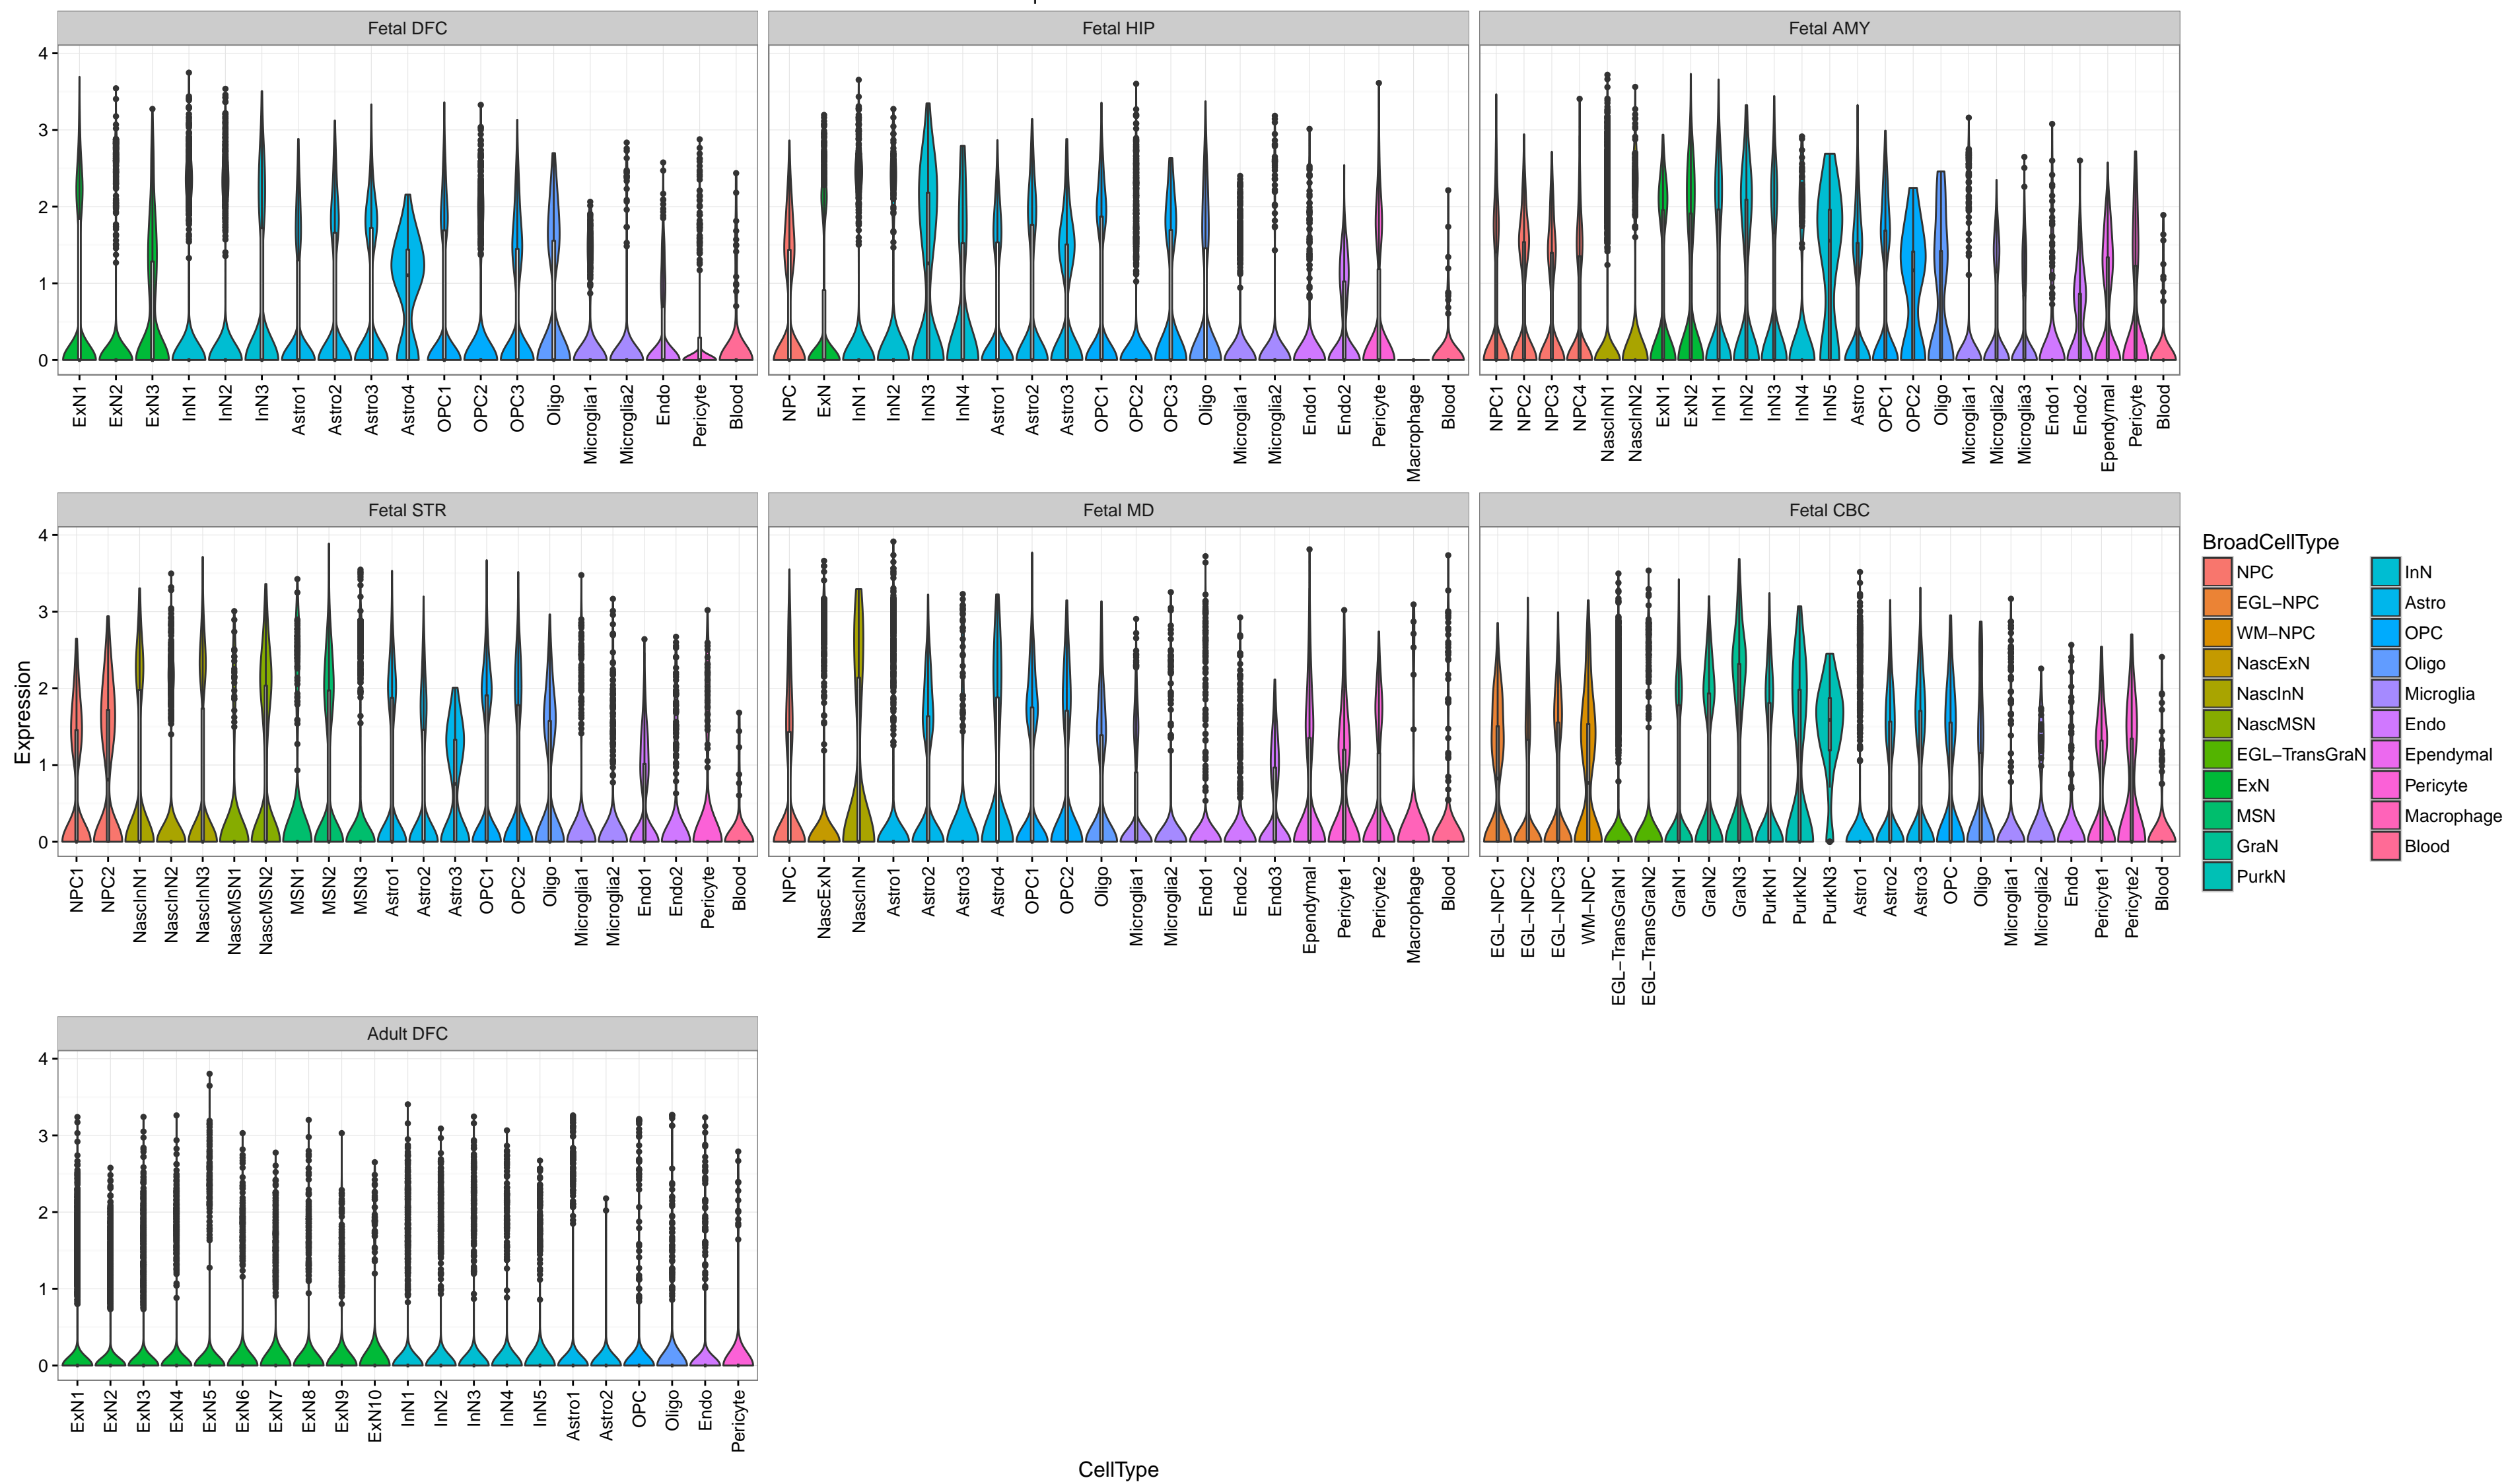 Fetal DFC Fetal HIP Fetal AMY
4
3
2
1
0
ExN1 ExN2 ExN3 InN1 InN2 InN3 Astro1 Astro2 Astro3 Astro4 OPC1 OPC2 OPC3 Oligo Microglia1 Microglia2 Endo Pericyte Blood
NPC ExN InN1 InN2 InN3 InN4 Astro1 Astro2 Astro3 OPC1 OPC2 OPC3 Oligo Microglia1 Microglia2 Endo1 Endo2 Pericyte Macrophage Blood
NPC1 NPC2 NPC3 NPC4 NascInN1 NascInN2 ExN1 ExN2 InN1 InN2 InN3 InN4 InN5 Astro OPC1 OPC2 Oligo Microglia1 Microglia2 Microglia3 Endo1 Endo2 Ependymal Pericyte Blood
Fetal STR Fetal MD Fetal CBC
Expression
4
3
2
1
0
NPC1 NPC2 NascInN1 NascInN2 NascInN3 NascMSN1 NascMSN2 MSN1 MSN2 MSN3 Astro1 Astro2 Astro3 OPC1 OPC2 Oligo Microglia1 Microglia2 Endo1 Endo2 Pericyte Blood
NPC NascExN NascInN Astro1 Astro2 Astro3 Astro4 OPC1 OPC2 Oligo Microglia1 Microglia2 Endo1 Endo2 Endo3 Ependymal Pericyte1 Pericyte2 Macrophage Blood
EGL−NPC1 EGL−NPC2 EGL−NPC3 WM−NPC EGL−TransGraN1 EGL−TransGraN2 GraN1 GraN2 GraN3 PurkN1 PurkN2 PurkN3 Astro1 Astro2 Astro3 OPC Oligo Microglia1 Microglia2 Endo Pericyte1 Pericyte2 Blood
BroadCellType
NPC InN
EGL−NPC Astro
WM−NPC OPC
NascExN Oligo
NascInN Microglia
NascMSN Endo
EGL−TransGraN Ependymal
ExN Pericyte
MSN Macrophage
GraN Blood
PurkN
Adult DFC
4
3
2
1
0
ExN1 ExN2 ExN3 ExN4 ExN5 ExN6 ExN7 ExN8 ExN9 ExN10 InN1 InN2 InN3 InN4 InN5 Astro1 Astro2 OPC Oligo Endo Pericyte
CellType